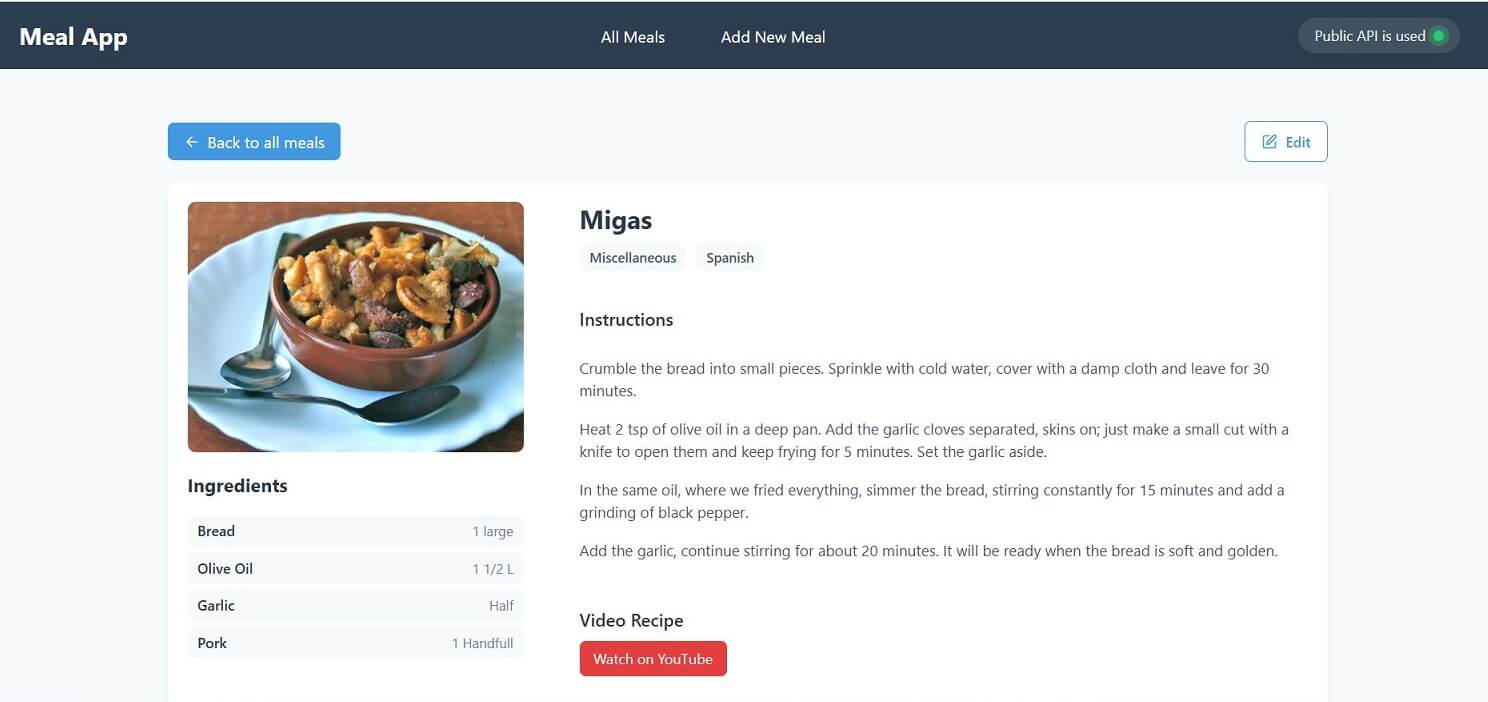 Meal App
All Meals
Add New Meal
Public API is used
← Back to all meals
Edit
Migas
Miscellaneous
Spanish
Instructions
Crumble the bread into small pieces. Sprinkle with cold water, cover with a damp cloth and leave for 30
minutes.
Heat 2 tsp of olive oil in a deep pan. Add the garlic cloves separated, skins on; just make a small cut with a
knife to open them and keep frying for 5 minutes. Set the garlic aside.
In the same oil, where we fried everything, simmer the bread, stirring constantly for 15 minutes and add a
grinding of black pepper.
Add the garlic, continue stirring for about 20 minutes. It will be ready when the bread is soft and golden.
Video Recipe
Watch on YouTube
Ingredients
Bread 1 large
Olive Oil 1 1/2 L
Garlic Half
Pork 1 Handfull